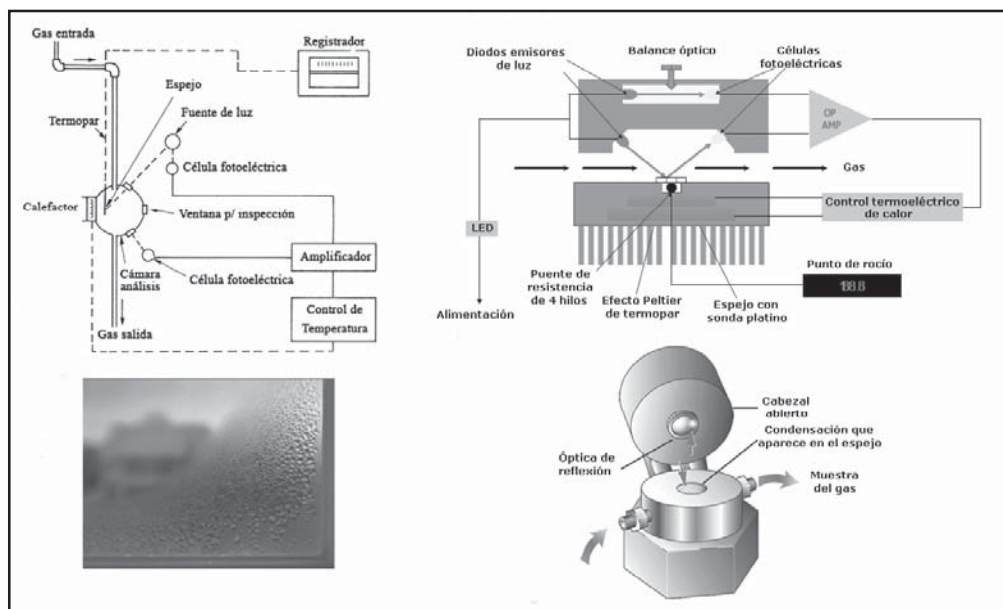 Gas entrada
Registrador
Espejo
Fuente de luz
Termopar
Célula fotoeléctrica
Calefactor
Ventana p/ inspección
Cámara
análisis
Célula fotoeléctrica
Amplificador
Control de
Temperatura
Gas salida
Diodos emisores
de luz
Balance óptico
Células
fotoeléctricas
OP
AMP
Gas
Control termoeléctrico
de calor
LED
Puente de
resistencia
de 4 hilos
Efecto Peltier
de termopar
Espejo con
sonda platino
Punto de rocío
188.8
Alimentación
Cabezal
abierto
Condensación que
aparece en el espejo
Óptica de
reflexión
Muestra
del gas